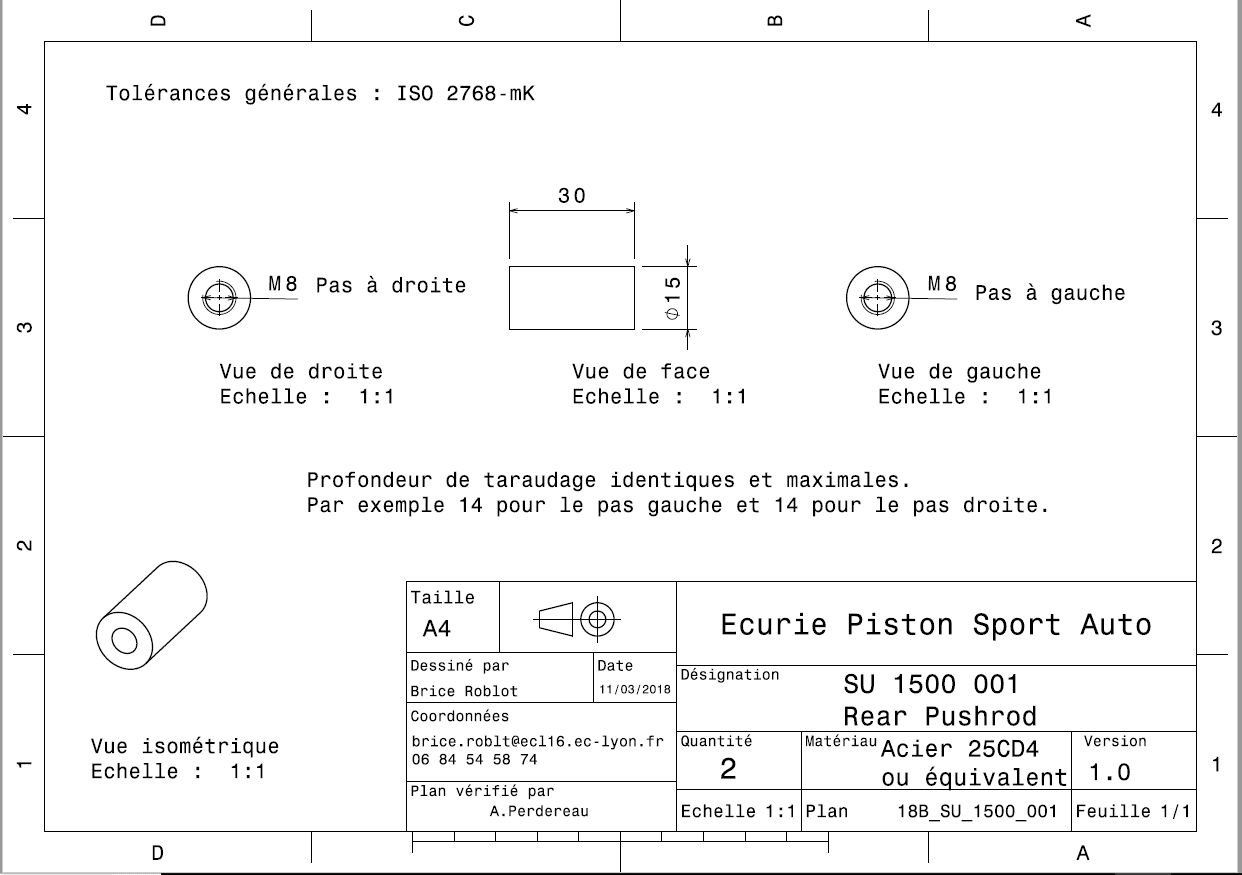 D C B A
4 4
Tolérances générales : ISO 2768-mK
30
M8 Pas à droite
⌀15
M8 Pas à gauche
3 3
Vue de droite
Echelle : 1:1
Vue de face
Echelle : 1:1
Vue de gauche
Echelle : 1:1
Profondeur de taraudage identiques et maximales.
Par exemple 14 pour le pas gauche et 14 pour le pas droite.
2 2
Taille
A4
Ecurie Piston Sport Auto
Dessiné par
Brice Roblot
Date
11/03/2018
Désignation
SU 1500 001
Rear Pushrod
Coordonnées
brice.roblt@ecl16.ec-lyon.fr
06 84 54 58 74
Quantité
2
Matériau
Acier 25CD4
ou équivalent
Version
1.0
Vue isométrique
Echelle : 1:1
1 1
Plan vérifié par
A.Perdereau
Echelle 1:1
Plan 18B_SU_1500_001
Feuille 1/1
D A